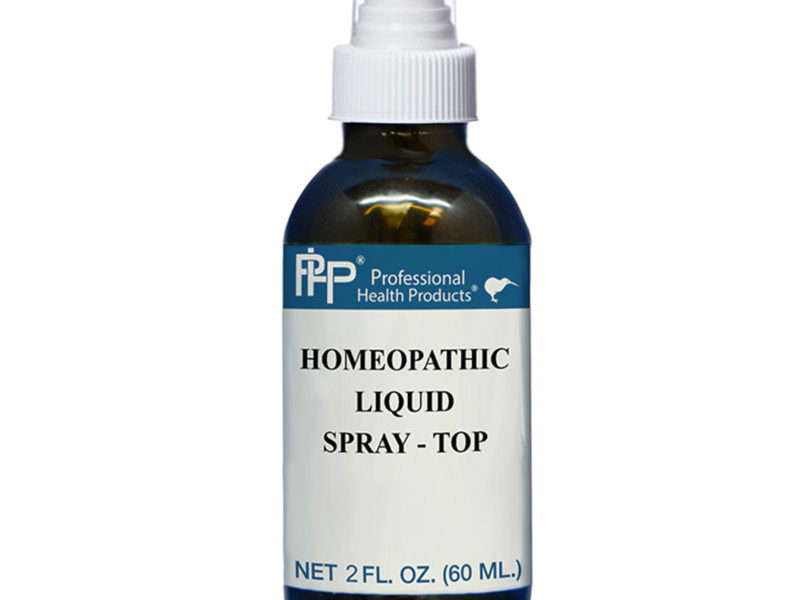 PHP® Professional
Health Products®
HOMEOPATHIC
LIQUID
SPRAY - TOP
NET 2 FL. OZ. (60 ML.)